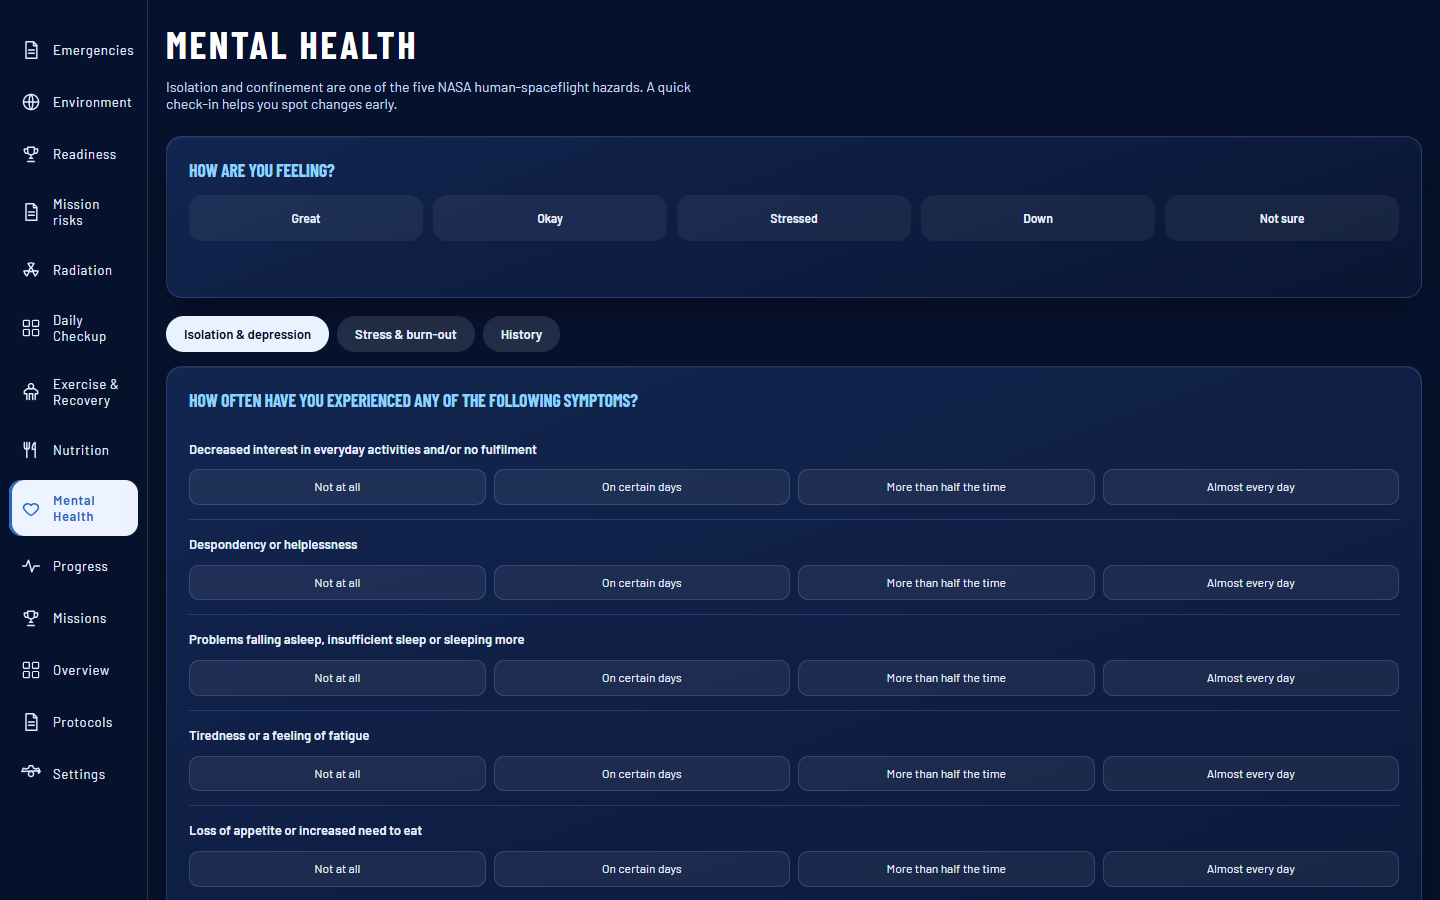 Emergencies
Environment
Readiness
Mission
risks
Radiation
Daily
Checkup
Exercise &
Recovery
Nutrition
Mental
Health
Progress
Missions
Overview
Protocols
Settings
MENTAL HEALTH
Isolation and confinement are one of the five NASA human-spaceflight hazards. A quick
check-in helps you spot changes early.
HOW ARE YOU FEELING?
Great
Okay
Stressed
Down
Not sure
Isolation & depression
Stress & burn-out
History
HOW OFTEN HAVE YOU EXPERIENCED ANY OF THE FOLLOWING SYMPTOMS?
Decreased interest in everyday activities and/or no fulfilment
Not at all
On certain days
More than half the time
Almost every day
Despondency or helplessness
Not at all
On certain days
More than half the time
Almost every day
Problems falling asleep, insufficient sleep or sleeping more
Not at all
On certain days
More than half the time
Almost every day
Tiredness or a feeling of fatigue
Not at all
On certain days
More than half the time
Almost every day
Loss of appetite or increased need to eat
Not at all
On certain days
More than half the time
Almost every day